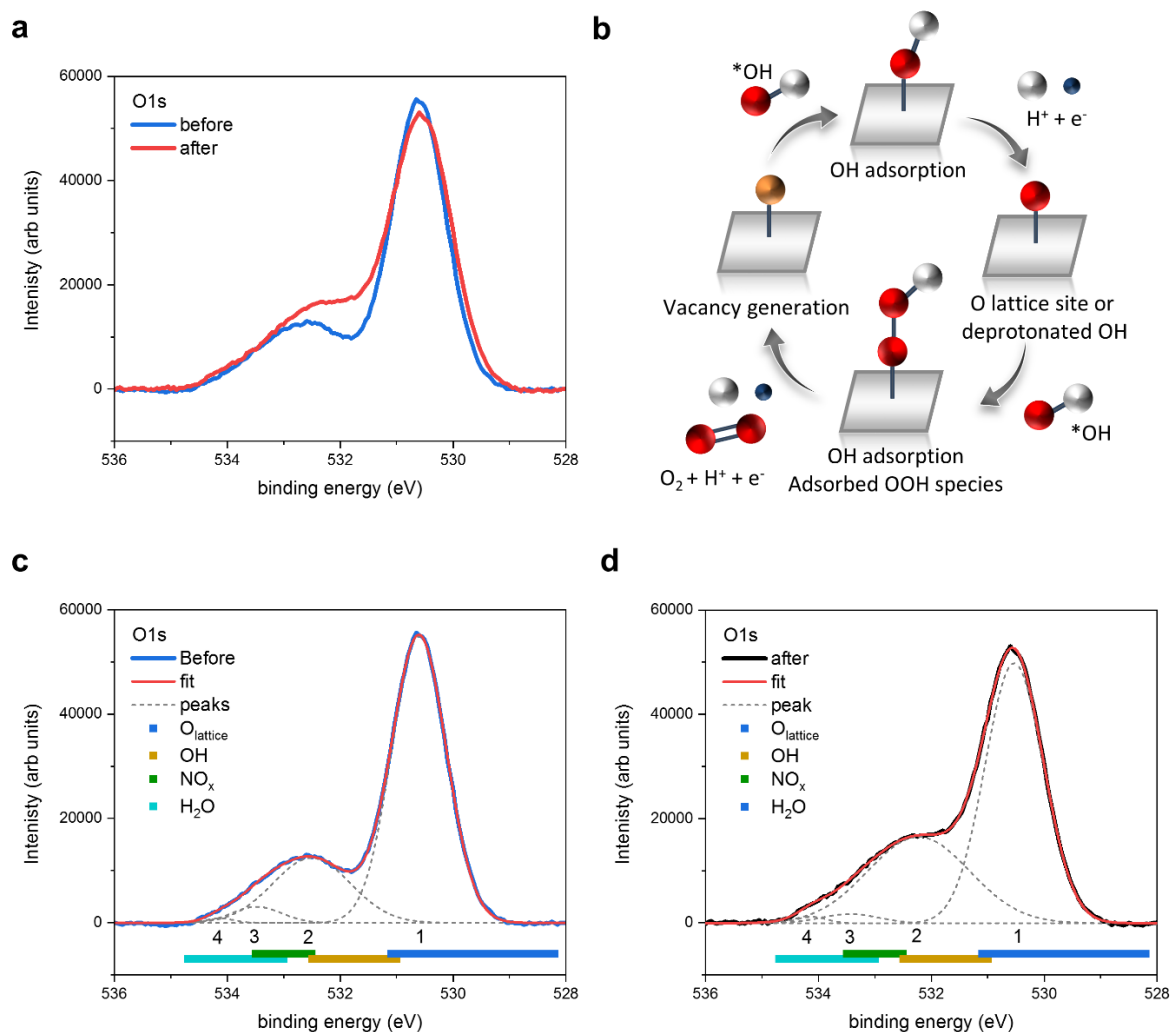 a
60000
40000
20000
0
Intenisty (arb units)
O1s
before
after
536
534
532
530
528
binding energy (eV)
b
*OH
H⁺ + e⁻
OH adsorption
Vacancy generation
O lattice site or
deprotonated OH
*OH
O₂ + H⁺ + e⁻
OH adsorption
Adsorbed OOH species
c
60000
40000
20000
0
Intenisty (arb units)
O1s
Before
fit
peaks
O_lattice
OH
NOₓ
H₂O
4
3
2
1
536
534
532
530
528
binding energy (eV)
d
60000
40000
20000
0
Intenisty (arb units)
O1s
after
fit
peak
O_lattice
OH
NOₓ
H₂O
4
3
2
1
536
534
532
530
528
binding energy (eV)